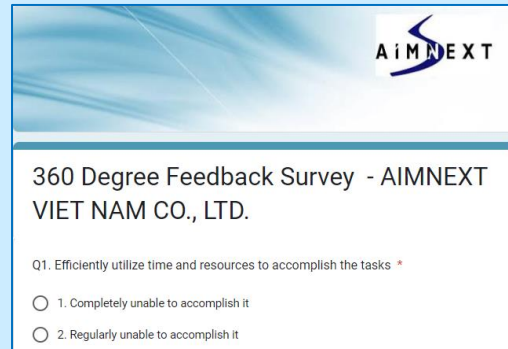 AiMNEXT
360 Degree Feedback Survey - AIMNEXT
VIET NAM CO., LTD.
Q1. Efficiently utilize time and resources to accomplish the tasks *
1. Completely unable to accomplish it
2. Regularly unable to accomplish it